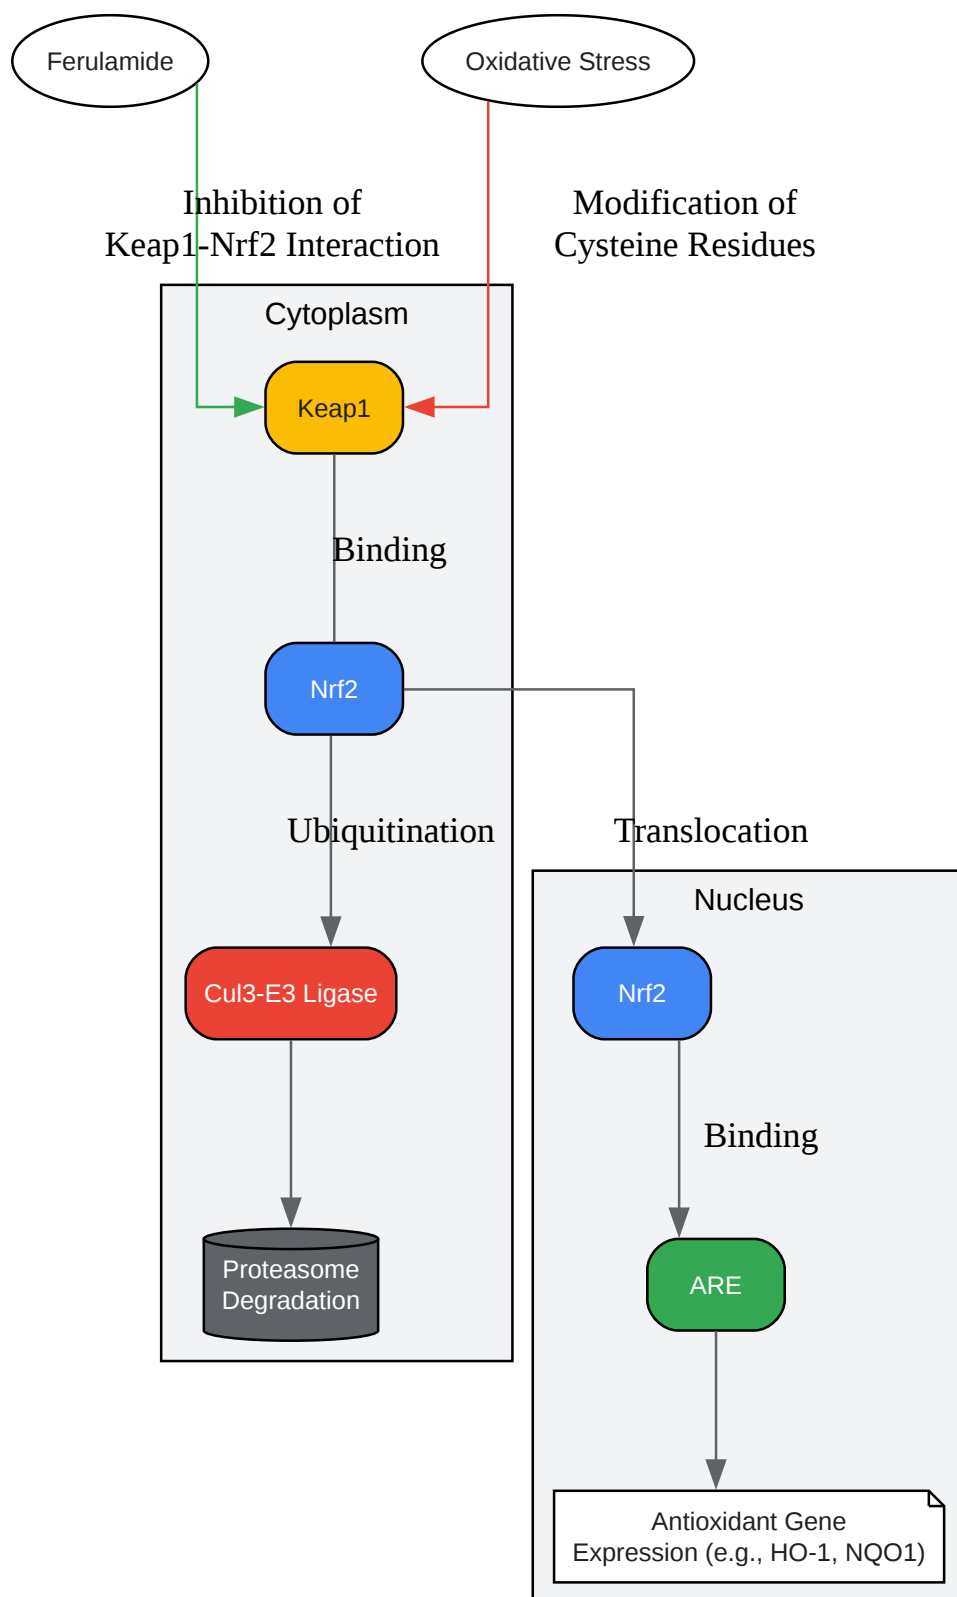 Ferulamide
Oxidative Stress
Inhibition of
Keap1-Nrf2 Interaction
Modification of
Cysteine Residues
Cytoplasm
Keap1
Binding
Nrf2
Ubiquitination
Translocation
Nucleus
Cul3-E3 Ligase
Nrf2
Binding
Proteasome
Degradation
ARE
Antioxidant Gene
Expression (e.g., HO-1, NQO1)